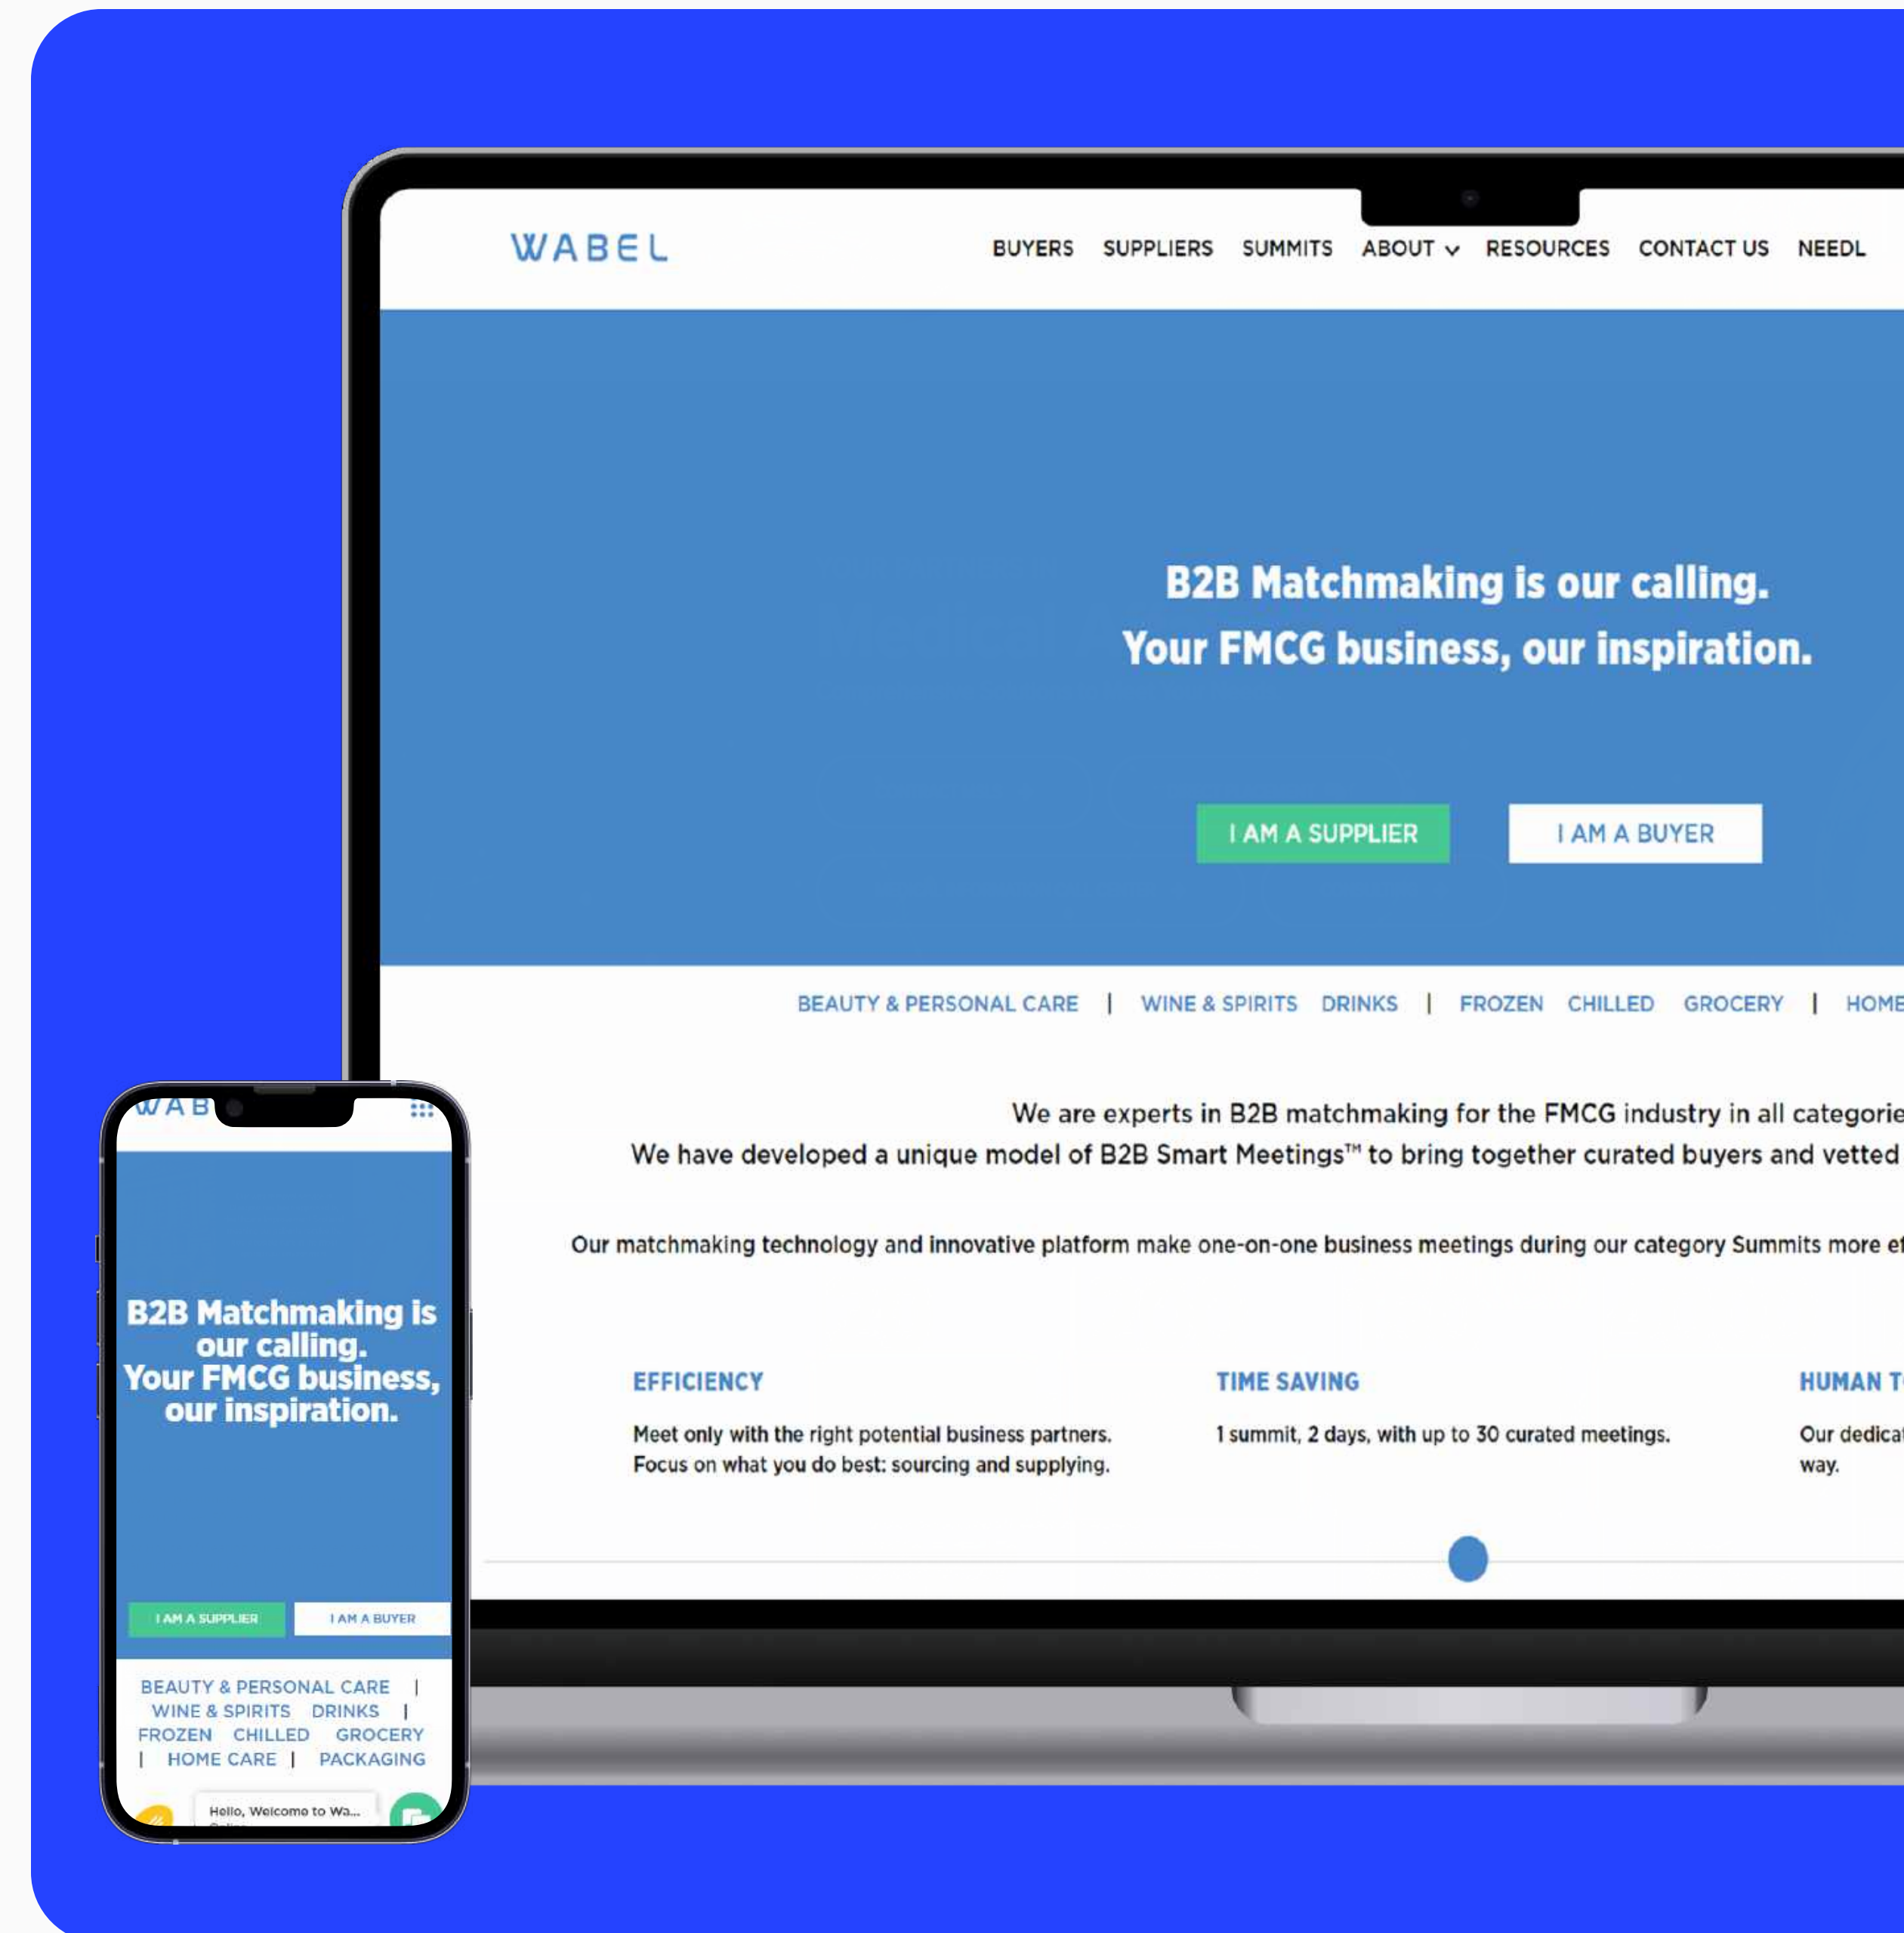 WABEL
BUYERS SUPPLIERS SUMMITS ABOUT RESOURCES CONTACT US NEEDL
B2B Matchmaking is our calling.
Your FMCG business, our inspiration.
I AM A SUPPLIER I AM A BUYER
BEAUTY & PERSONAL CARE | WINE & SPIRITS DRINKS | FROZEN CHILLED GROCERY | HOME
We are experts in B2B matchmaking for the FMCG industry in all categorie
We have developed a unique model of B2B Smart Meetings™ to bring together curated buyers and vetted
Our matchmaking technology and innovative platform make one-on-one business meetings during our category Summits more ef
EFFICIENCY
Meet only with the right potential business partners.
Focus on what you do best: sourcing and supplying.
TIME SAVING
1 summit, 2 days, with up to 30 curated meetings.
HUMAN T
Our dedica
way.
WAB
B2B Matchmaking is
our calling.
Your FMCG business,
our inspiration.
I AM A SUPPLIER I AM A BUYER
BEAUTY & PERSONAL CARE |
WINE & SPIRITS DRINKS |
FROZEN CHILLED GROCERY
| HOME CARE | PACKAGING
Hello, Welcome to Wa...